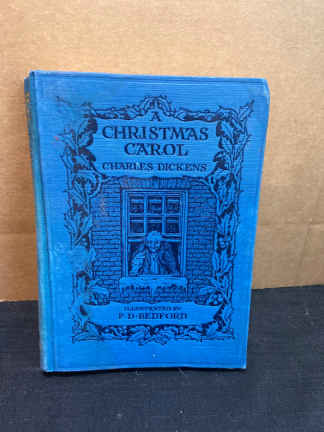 A
CHRISTMAS
CAROL
CHARLES DICKENS
ILLUSTRATED BY
F·D·BEDFORD